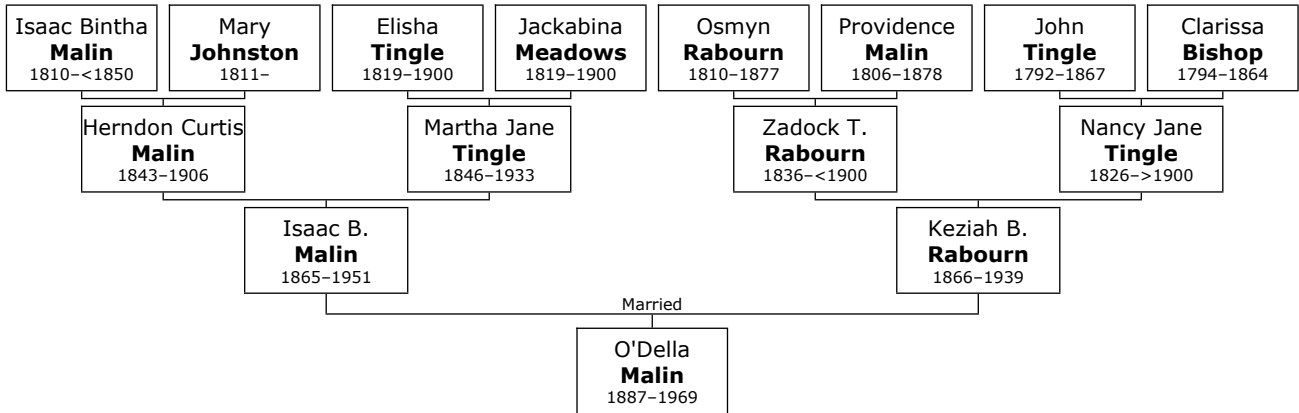 Isaac Bintha
Malin
1810–<1850
Mary
Johnston
1811–
Elisha
Tingle
1819–1900
Jackabina
Meadows
1819–1900
Osmyn
Rabourn
1810–1877
Providence
Malin
1806–1878
John
Tingle
1792–1867
Clarissa
Bishop
1794–1864
Herndon Curtis
Malin
1843–1906
Martha Jane
Tingle
1846–1933
Zadock T.
Rabourn
1836–<1900
Nancy Jane
Tingle
1826–>1900
Isaac B.
Malin
1865–1951
Keziah B.
Rabourn
1866–1939
Married
O'Della
Malin
1887–1969